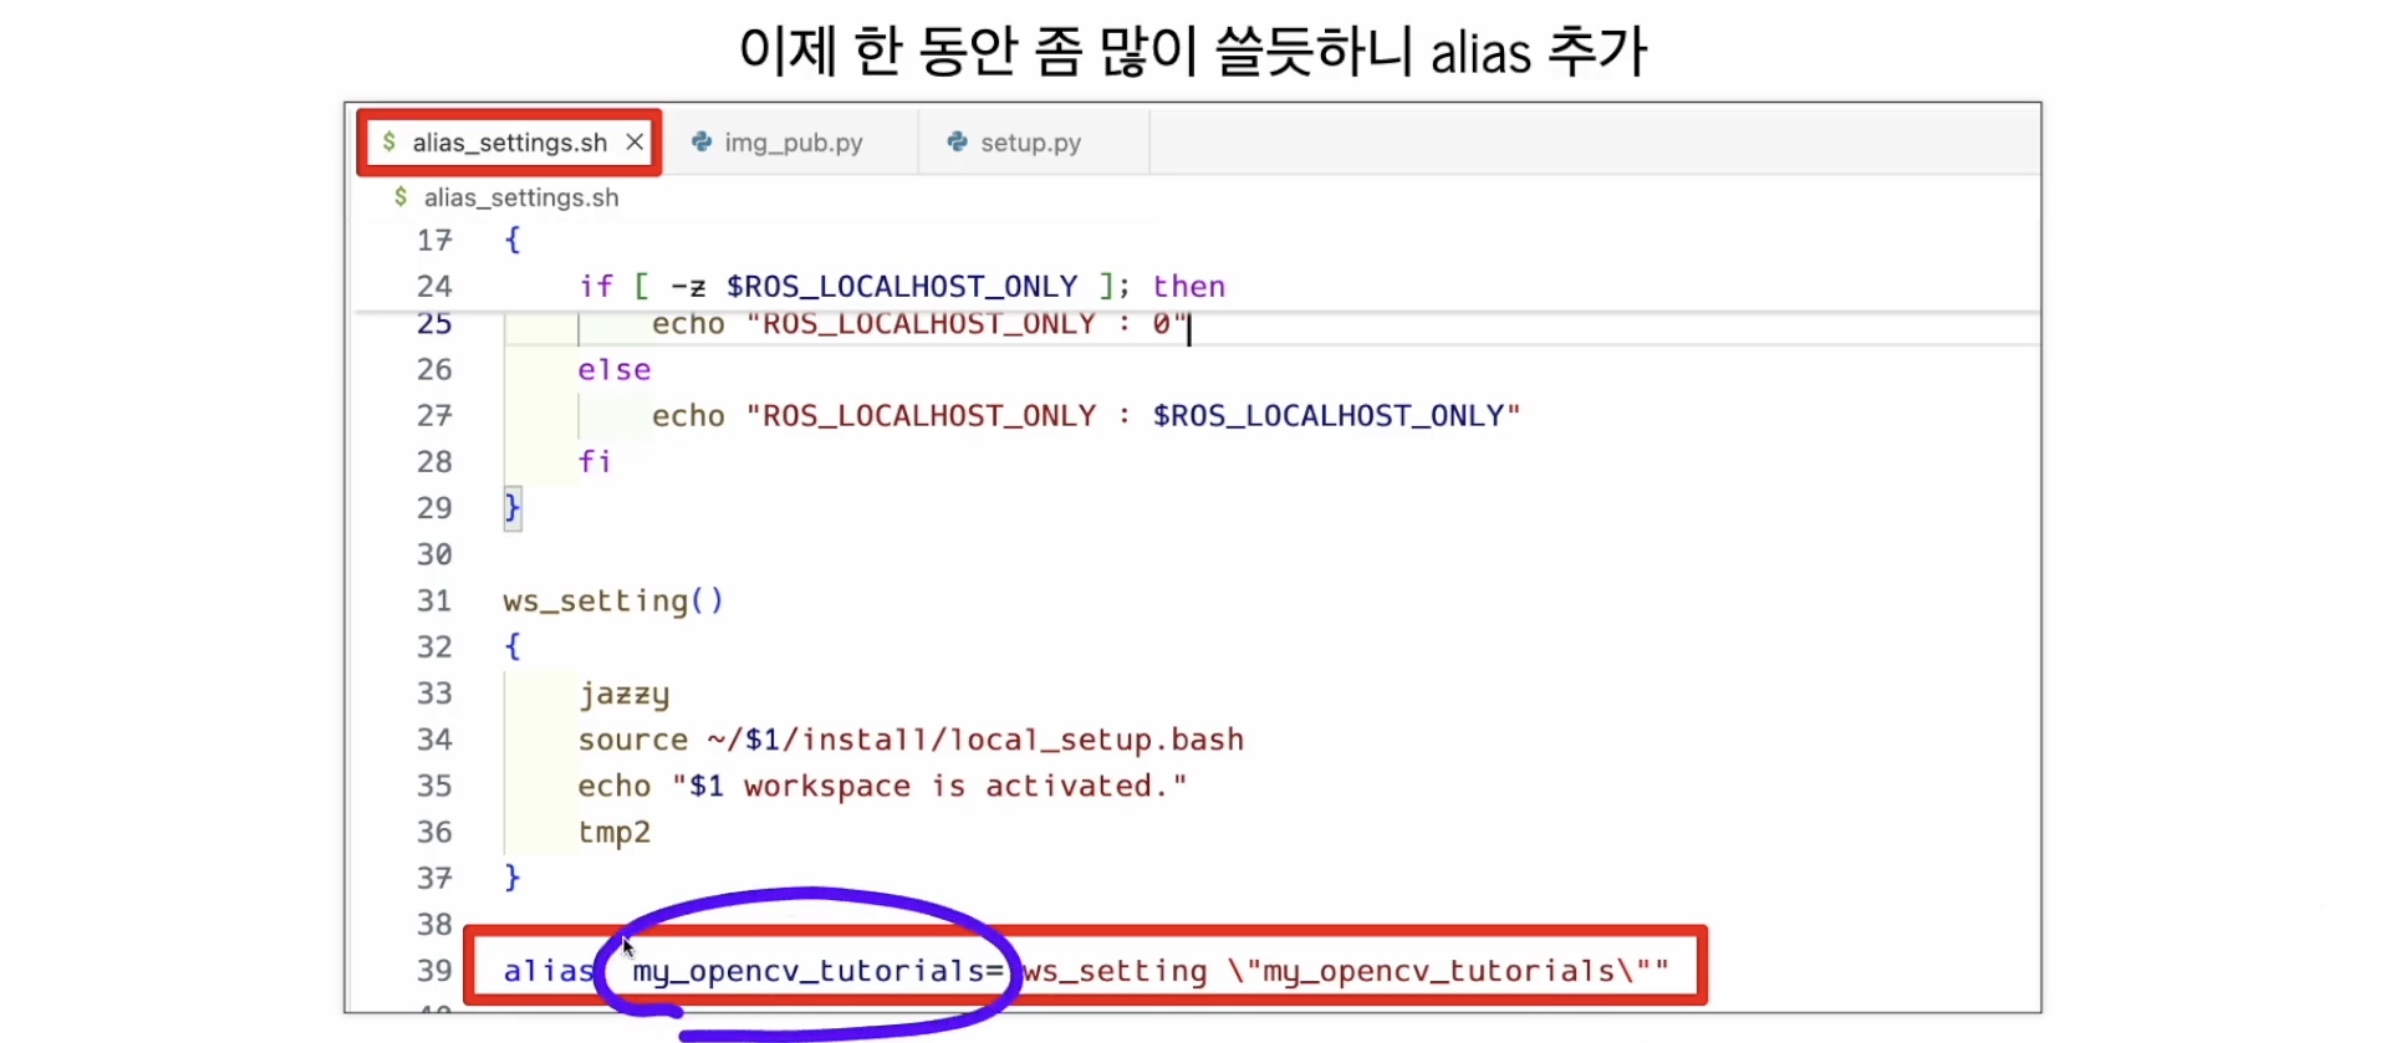 이제 한 동안 좀 많이 쓸듯하니 alias 추가
$ alias_settings.sh × img_pub.py setup.py
$ alias_settings.sh
17 {
24 if [ -z $ROS_LOCALHOST_ONLY ]; then
25 echo "ROS_LOCALHOST_ONLY : 0"
26 else
27 echo "ROS_LOCALHOST_ONLY : $ROS_LOCALHOST_ONLY"
28 fi
29 }
30
31 ws_setting()
32 {
33 jazzy
34 source ~/$1/install/local_setup.bash
35 echo "$1 workspace is activated."
36 tmp2
37 }
38
39 alias my_opencv_tutorials= ws_setting \"my_opencv_tutorials\""